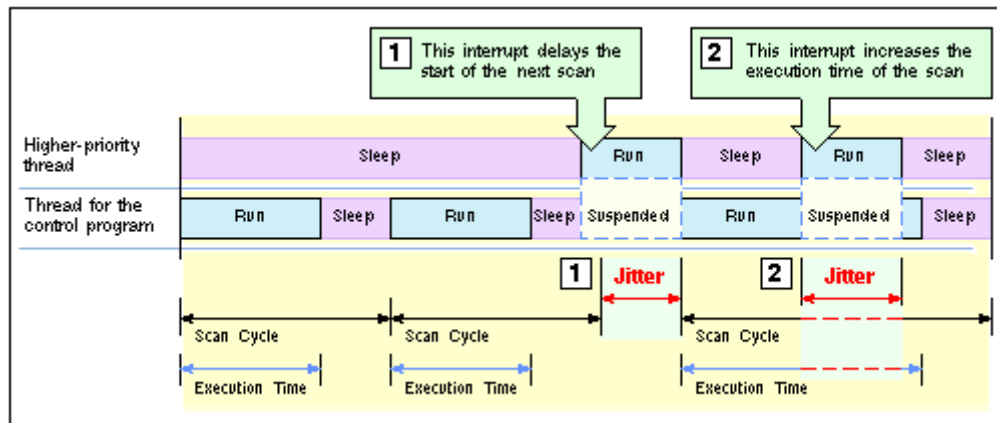 1 This interrupt delays the
start of the next scan
2 This interrupt increases the
execution time of the scan
Higher-priority
thread
Sleep Run Sleep Run Sleep
Thread for the
control program
Run Sleep Run Sleep Suspended Run Suspended Sleep
1 Jitter 2 Jitter
Scan Cycle Scan Cycle Scan Cycle
Execution Time Execution Time Execution Time